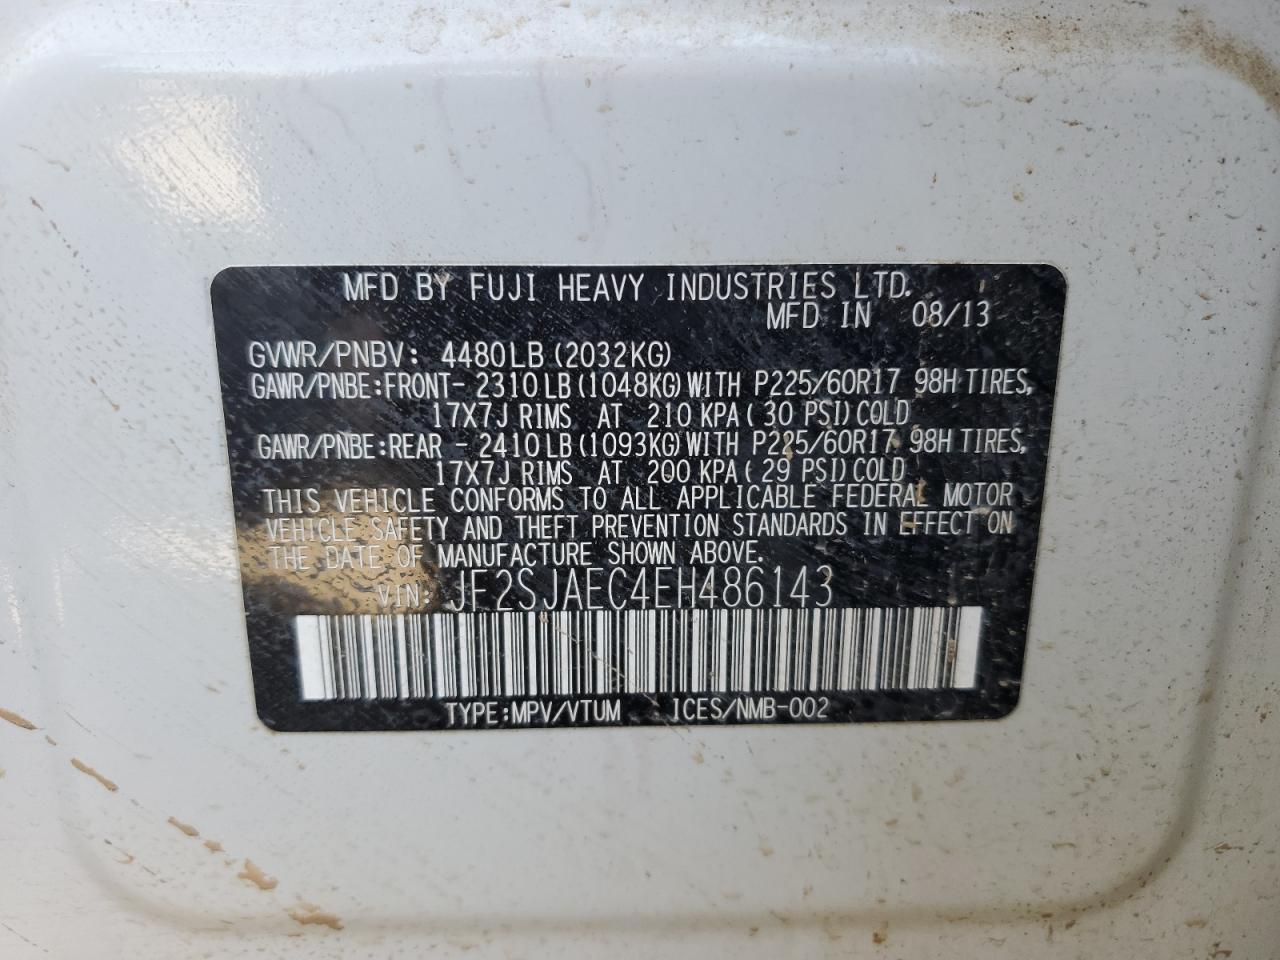 MFD BY FUJI HEAVY INDUSTRIES LTD.
MFD IN 08/13
GVWR/PNBV: 4480LB (2032KG)
GAWR/PNBE:FRONT- 2310LB (1048KG) WITH P225/60R17 98H TIRES,
17X7J RIMS AT 210 KPA (30 PSI) COLD
GAWR/PNBE:REAR - 2410LB (1093KG) WITH P225/60R17 98H TIRES,
17X7J RIMS AT 200 KPA (29 PSI) COLD
THIS VEHICLE CONFORMS TO ALL APPLICABLE FEDERAL MOTOR
VEHICLE SAFETY AND THEFT PREVENTION STANDARDS IN EFFECT ON
THE DATE OF MANUFACTURE SHOWN ABOVE.
VIN: JF2SJAEC4EH486143
TYPE:MPV/VTUM ICES/NMB-002